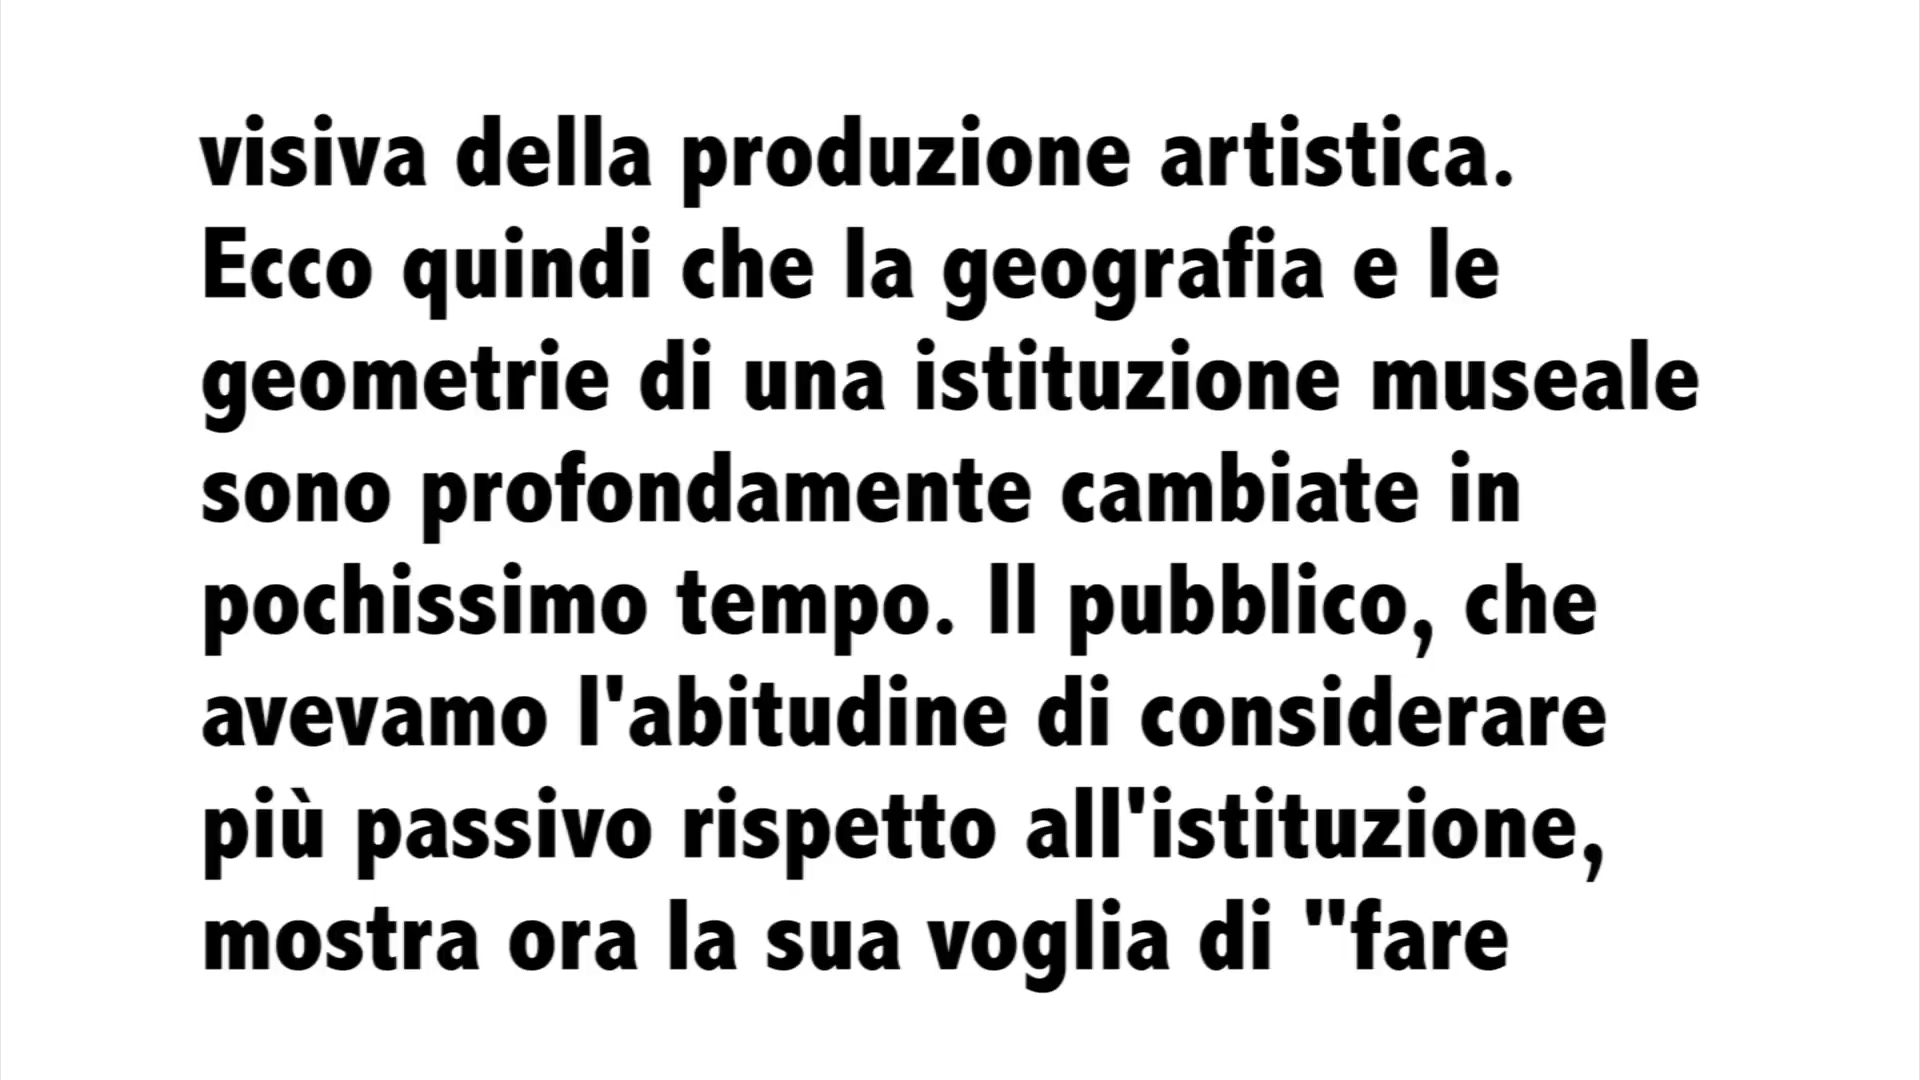 visiva della produzione artistica.
Ecco quindi che la geografia e le
geometrie di una istituzione museale
sono profondamente cambiate in
pochissimo tempo. Il pubblico, che
avevamo l'abitudine di considerare
più passivo rispetto all'istituzione,
mostra ora la sua voglia di "fare